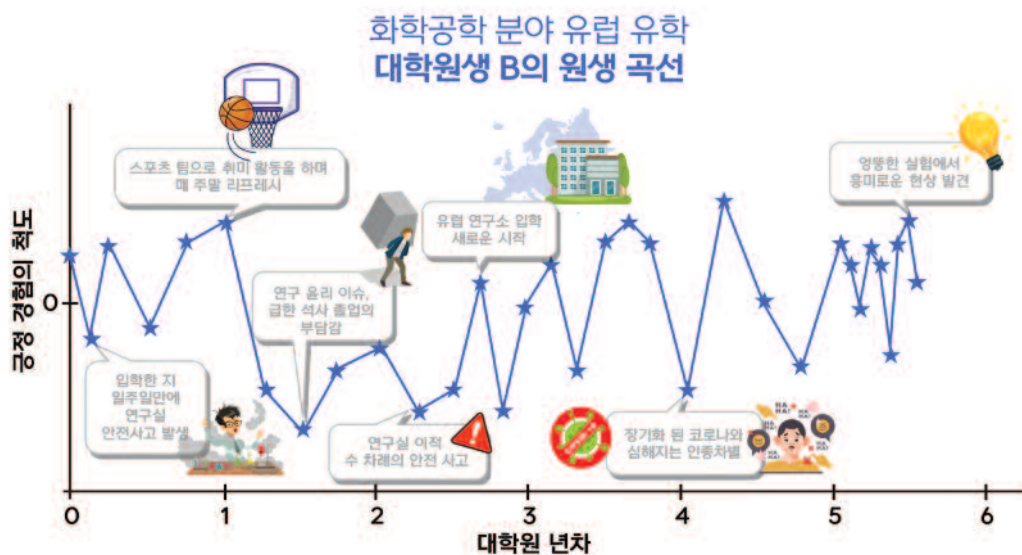 화학공학 분야 유럽 유학
대학원생 B의 원생 곡선
스포츠 팀으로 취미 활동을 하며
매 주말 리프레시
엉뚱한 실험에서
흥미로운 현상 발견
유럽 연구소 입학
새로운 시작
연구 윤리 이슈,
급한 석사 졸업의
부담감
긍정 경험의 척도
0
입학한 지
일주일만에
연구실
안전사고 발생
연구실 이적
수 차례의 안전 사고
장기화 된 코로나와
심해지는 인종차별
HA
HA!
HA
HA!
HA
HA!
0
1
2
3
4
5
6
대학원 년차